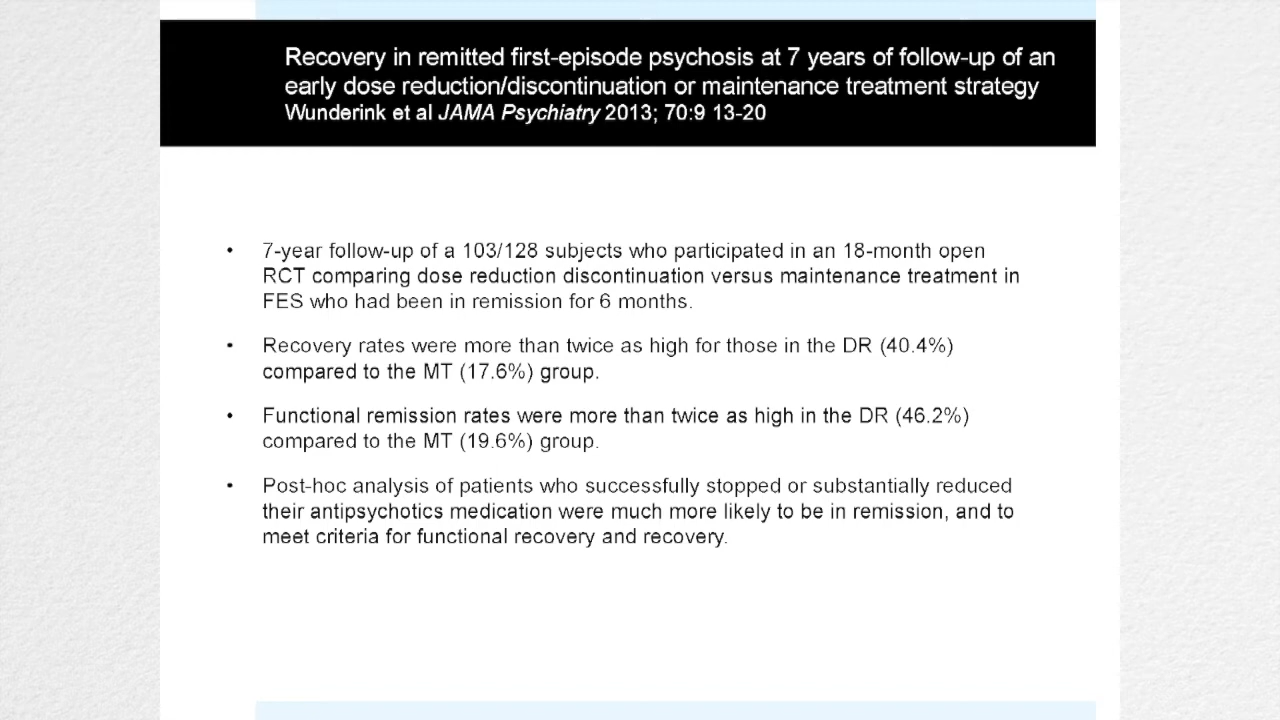 Recovery in remitted first-episode psychosis at 7 years of follow-up of an
early dose reduction/discontinuation or maintenance treatment strategy
Wunderink et al JAMA Psychiatry 2013; 70:9 13-20
• 7-year follow-up of a 103/128 subjects who participated in an 18-month open
RCT comparing dose reduction discontinuation versus maintenance treatment in
FES who had been in remission for 6 months.
• Recovery rates were more than twice as high for those in the DR (40.4%)
compared to the MT (17.6%) group.
• Functional remission rates were more than twice as high in the DR (46.2%)
compared to the MT (19.6%) group.
• Post-hoc analysis of patients who successfully stopped or substantially reduced
their antipsychotics medication were much more likely to be in remission, and to
meet criteria for functional recovery and recovery.